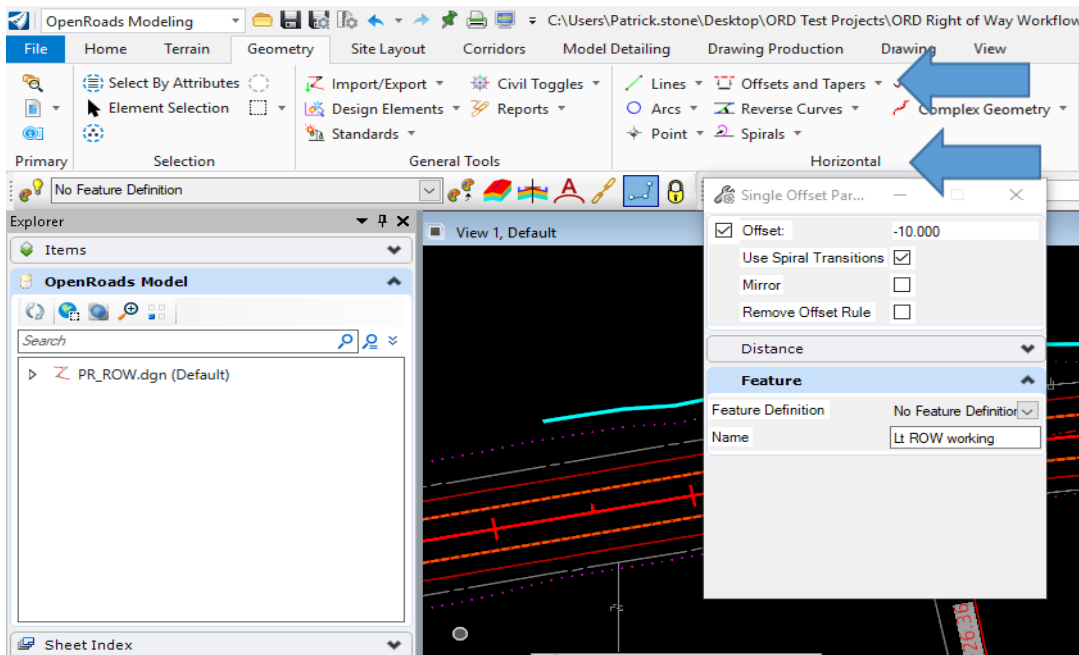 OpenRoads Modeling C:\Users\Patrick.stone\Desktop\ORD Test Projects\ORD Right of Way Workflow
File Home Terrain Geometry Site Layout Corridors Model Detailing Drawing Production Drawing View
Select By Attributes Import/Export Civil Toggles Lines Offsets and Tapers
Element Selection Design Elements Reports Arcs Reverse Curves Complex Geometry
Standards Point Spirals
Primary Selection General Tools Horizontal
No Feature Definition
Single Offset Par...
Explorer
View 1, Default
Offset: -10.000
Items
Use Spiral Transitions
OpenRoads Model
Mirror
Remove Offset Rule
Search
Distance
PR_ROW.dgn (Default)
Feature
Feature Definition No Feature Definition
Name Lt ROW working
Sheet Index